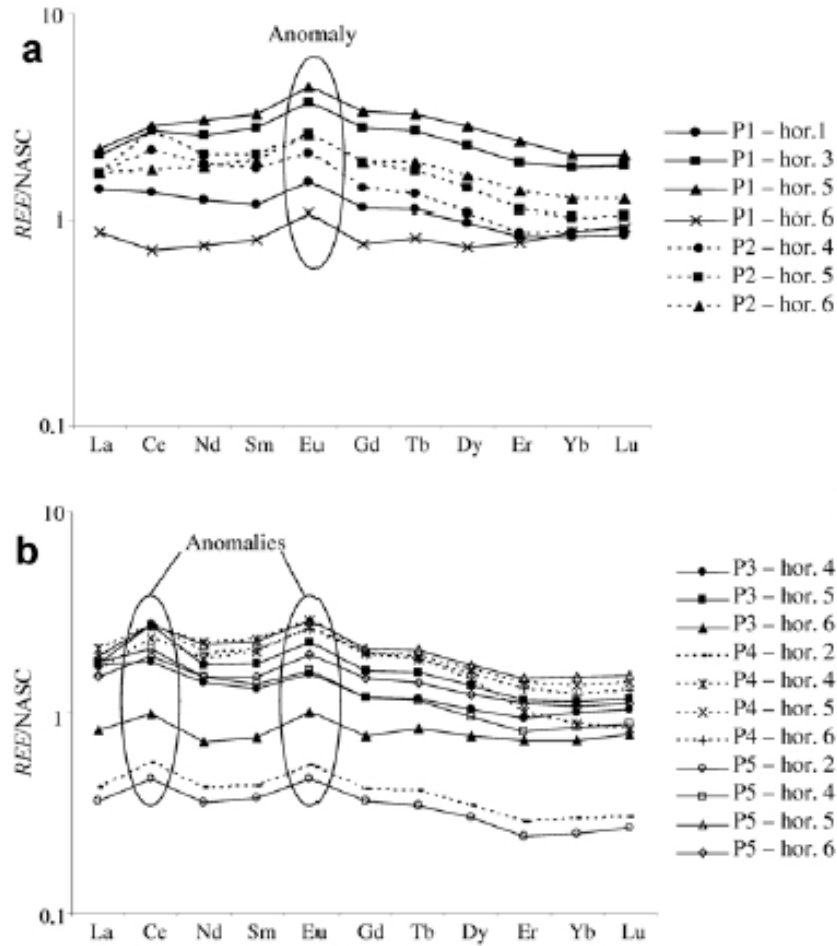 10
a
Anomaly
REE/NASC
1
0.1
La Ce Nd Sm Eu Gd Tb Dy Er Yb Lu
P1 – hor.1
P1 – hor. 3
P1 – hor. 5
P1 – hor. 6
P2 – hor. 4
P2 – hor. 5
P2 – hor. 6
10
b
Anomalies
REE/NASC
1
0.1
La Ce Nd Sm Eu Gd Tb Dy Er Yb Lu
P3 – hor. 4
P3 – hor. 5
P3 – hor. 6
P4 – hor. 2
P4 – hor. 4
P4 – hor. 5
P4 – hor. 6
P5 – hor. 2
P5 – hor. 4
P5 – hor. 5
P5 – hor. 6